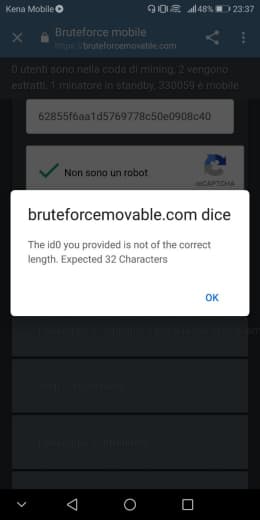 Kena Mobile 48% 23:37
Bruteforce mobile
https://bruteforcemovable.com
0 utenti sono nella coda di mining, 2 vengono
estratti, 1 minatore in standby, 330059 è mobile
62855f6aa1d5769778c50e0908c40
Non sono un robot
reCAPTCHA
bruteforcemovable.com dice
The id0 you provided is not of the correct
length. Expected 32 Characters
OK